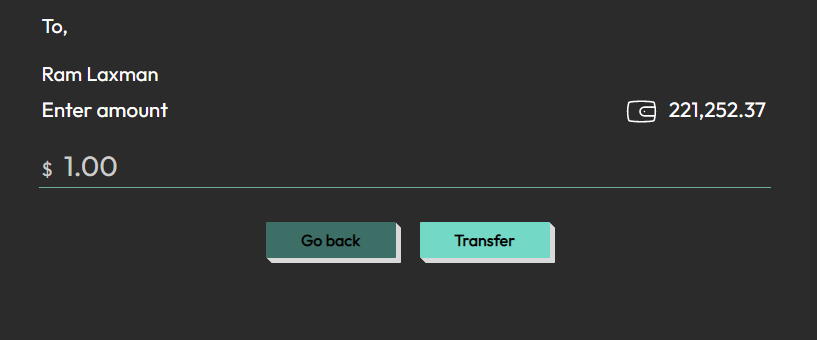 To,
Ram Laxman
Enter amount 221,252.37
$ 1.00
Go back Transfer